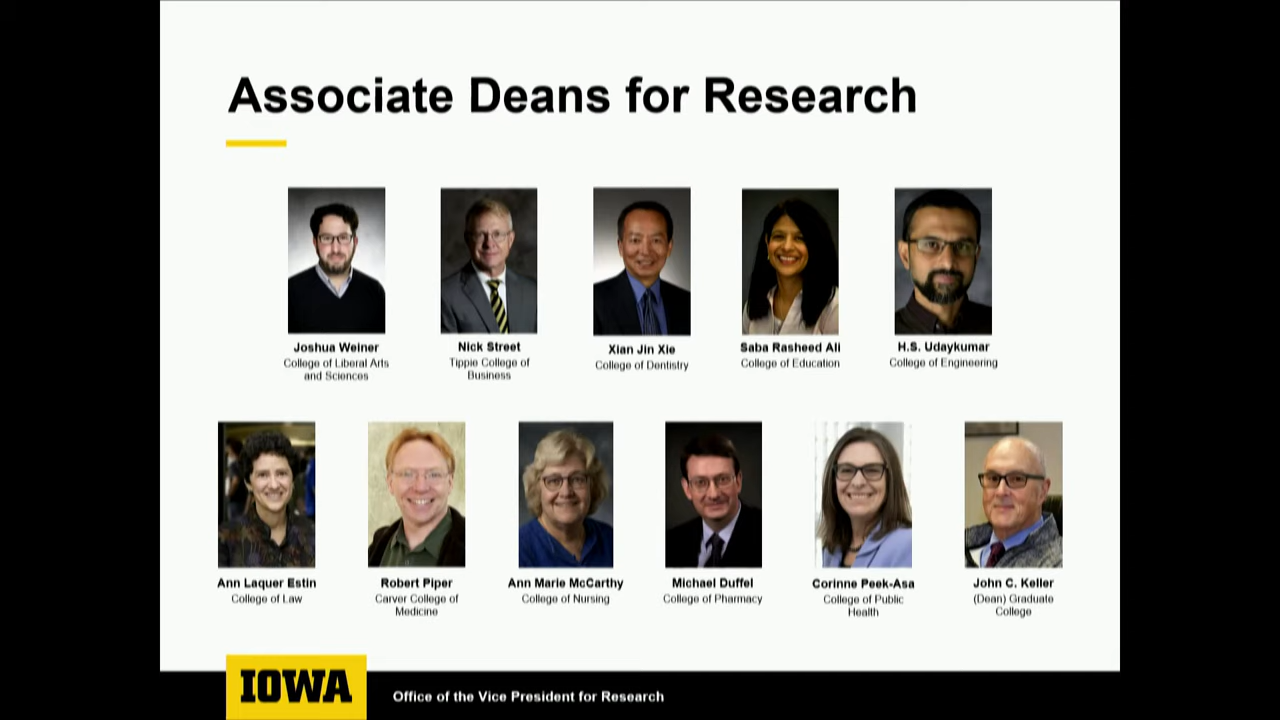 Associate Deans for Research
Joshua Weiner
College of Liberal Arts
and Sciences
Nick Street
Tippie College of
Business
Xian Jin Xie
College of Dentistry
Saba Rasheed Ali
College of Education
H.S. Udaykumar
College of Engineering
Ann Laquer Estin
College of Law
Robert Piper
Carver College of
Medicine
Ann Marie McCarthy
College of Nursing
Michael Duffel
College of Pharmacy
Corinne Peek-Asa
College of Public
Health
John C. Keller
(Dean) Graduate
College
IOWA
Office of the Vice President for Research